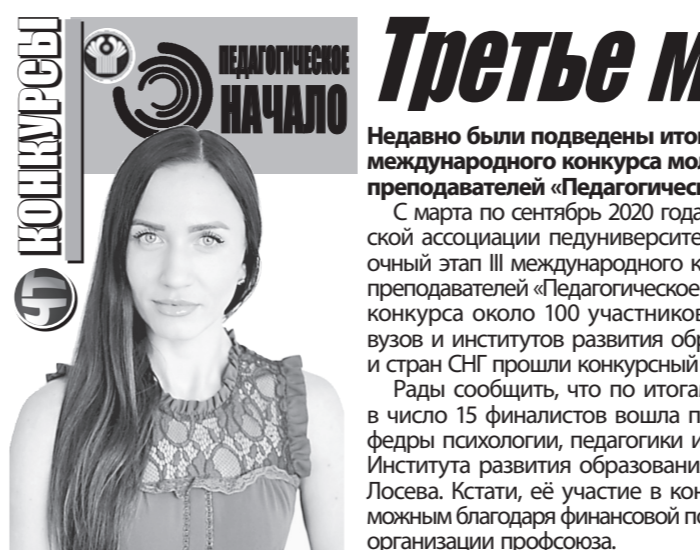 КОНКУРСЫ
ЧТ
ПЕДАГОГИЧЕСКОЕ
НАЧАЛО
Третье м
Недавно были подведены ито
международного конкурса мо
преподавателей «Педагогичес
С марта по сентябрь 2020 года
ской ассоциации педуниверсите
очный этап III международного к
преподавателей «Педагогическое
конкурса около 100 участников
вузов и институтов развития об
и стран СНГ прошли конкурсный
Рады сообщить, что по итога
в число 15 финалистов вошла п
федры психологии, педагогики и
Института развития образовани
Лосева. Кстати, её участие в кон
можным благодаря финансовой по
организации профсоюза.